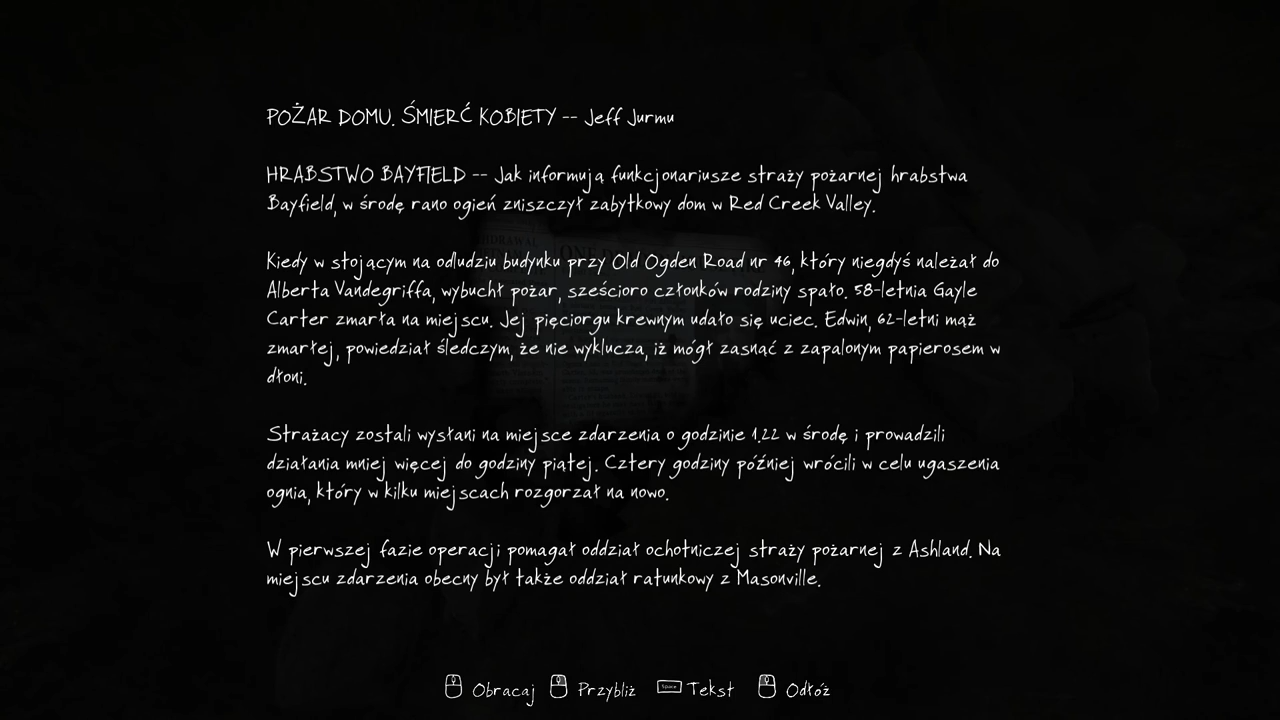 POŻAR DOMU. ŚMIERĆ KOBIETY -- Jeff Jurmu
HRABSTWO BAYFIELD -- Jak informują funkcjonariusze straży pożarnej hrabstwa
Bayfield, w środę rano ogień zniszczył zabytkowy dom w Red Creek Valley.
Kiedy w stojącym na odludziu budynku przy Old Ogden Road nr 46, który niegdyś należał do
Alberta Vandegriffa, wybuchł pożar, sześcioro członków rodziny spało. 58-letnia Gayle
Carter zmarła na miejscu. Jej pięciorgu krewnym udało się uciec. Edwin, 62-letni mąż
zmarłej, powiedział śledczym, że nie wyklucza, iż mógł zasnąć z zapalonym papierosem w
dłoni.
Strażacy zostali wysłani na miejsce zdarzenia o godzinie 1.22 w środę i prowadzili
działania mniej więcej do godziny piątej. Cztery godziny później wrócili w celu ugaszenia
ognia, który w kilku miejscach rozgorzał na nowo.
W pierwszej fazie operacji pomagał oddział ochotniczej straży pożarnej z Ashland. Na
miejscu zdarzenia obecny był także oddział ratunkowy z Masonville.
Obracaj Przybliż Space Tekst Odłóż